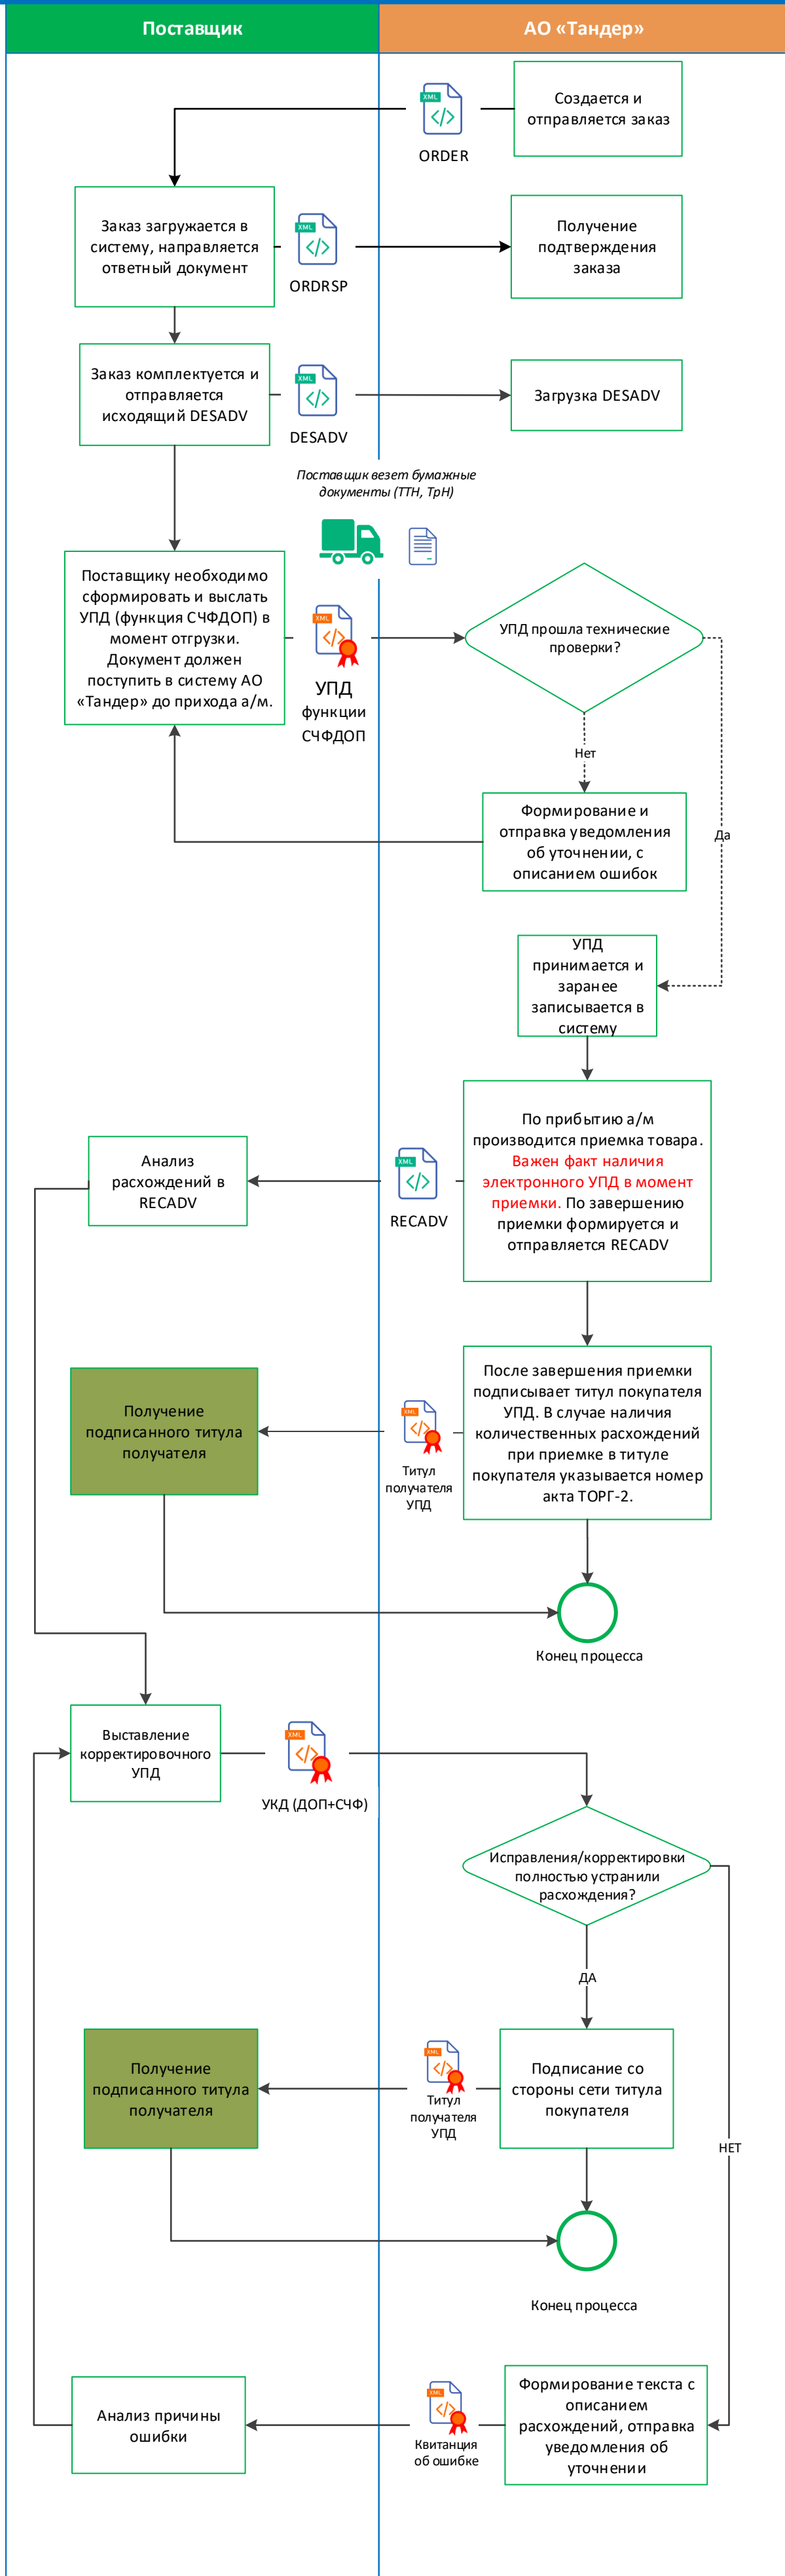 Поставщик
АО «Тандер»
Создается и
отправляется заказ
XML
ORDER
Заказ загружается в
систему, направляется
ответный документ
XML
ORDRSP
Получение
подтверждения
заказа
Заказ комплектуется и
отправляется
исходящий DESADV
XML
DESADV
Загрузка DESADV
Поставщик везет бумажные
документы (ТТН, ТрН)
Поставщику необходимо
сформировать и выслать
УПД (функция СЧФДОП) в
момент отгрузки.
Документ должен
поступить в систему АО
«Тандер» до прихода а/м.
XML
УПД
функции
СЧФДОП
УПД прошла технические
проверки?
Нет
Да
Формирование и
отправка уведомления
об уточнении, с
описанием ошибок
УПД
принимается и
заранее
записывается в
систему
По прибытию а/м
производится приемка товара.
Важен факт наличия
электронного УПД в момент
приемки. По завершению
приемки формируется и
отправляется RECADV
XML
RECADV
Анализ
расхождений в
RECADV
После завершения приемки
подписывает титул покупателя
УПД. В случае наличия
количественных расхождений
при приемке в титуле
покупателя указывается номер
акта ТОРГ-2.
XML
Титул
получателя
УПД
Получение
подписанного титула
получателя
Конец процесса
Выставление
корректировочного
УПД
XML
УКД (ДОП+СЧФ)
Исправления/корректировки
полностью устранили
расхождения?
ДА
НЕТ
Подписание со
стороны сети титула
покупателя
XML
Титул
получателя
УПД
Получение
подписанного титула
получателя
Конец процесса
Формирование текста с
описанием
расхождений, отправка
уведомления об
уточнении
XML
Квитанция
об ошибке
Анализ причины
ошибки